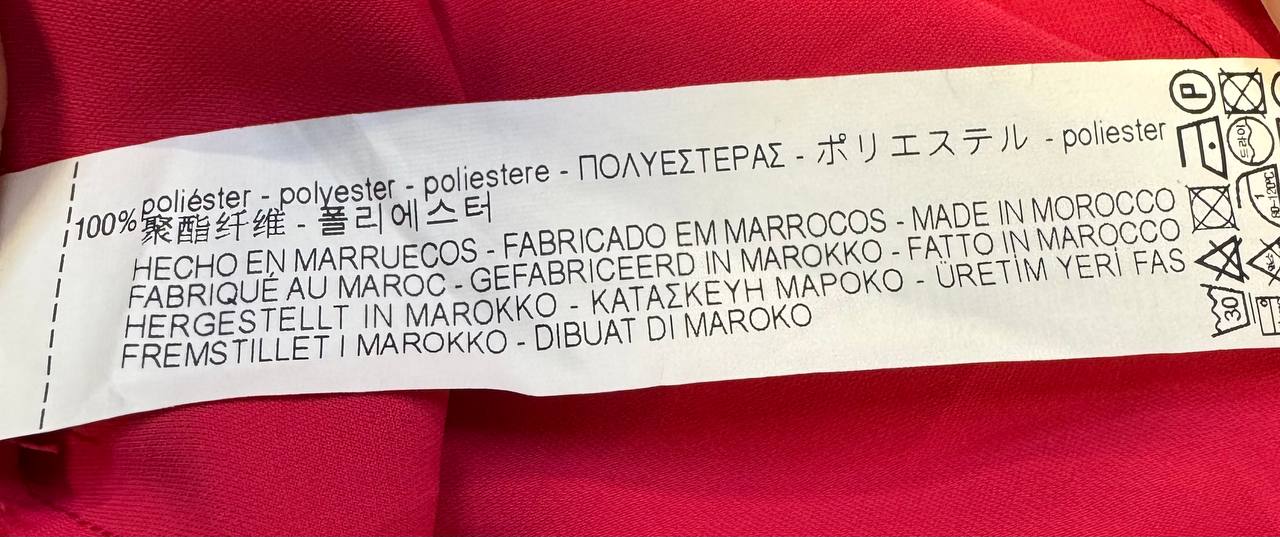 poliéster - polyester - poliestere - ΠΟΛΥΕΣΤΕΡΑΣ - ポリエステル - poliester
100% 聚酯纤维 - 폴리에스터
HECHO EN MARRUECOS - FABRICADO EM MARROCOS - MADE IN MOROCCO
FABRIQUÉ AU MAROC - GEFABRICEERD IN MAROKKO - FATTO IN MAROCCO
HERGESTELLT IN MAROKKO - ΚΑΤΑΣΚΕΥΗ ΜΑΡΟΚΟ - ÜRETİM YERİ FAS
FREMSTILLET I MAROKKO - DIBUAT DI MAROKO
P
30